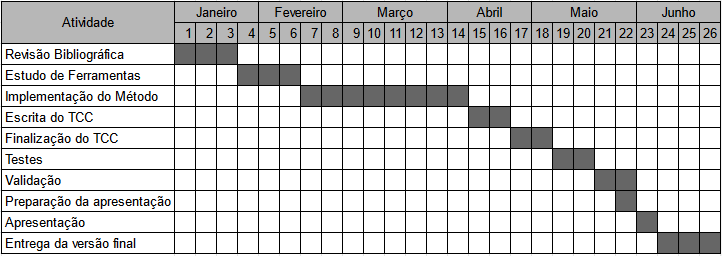 Atividade Janeiro Fevereiro Março Abril Maio Junho
1 2 3 4 5 6 7 8 9 10 11 12 13 14 15 16 17 18 19 20 21 22 23 24 25 26
Revisão Bibliográfica
Estudo de Ferramentas
Implementação do Método
Escrita do TCC
Finalização do TCC
Testes
Validação
Preparação da apresentação
Apresentação
Entrega da versão final